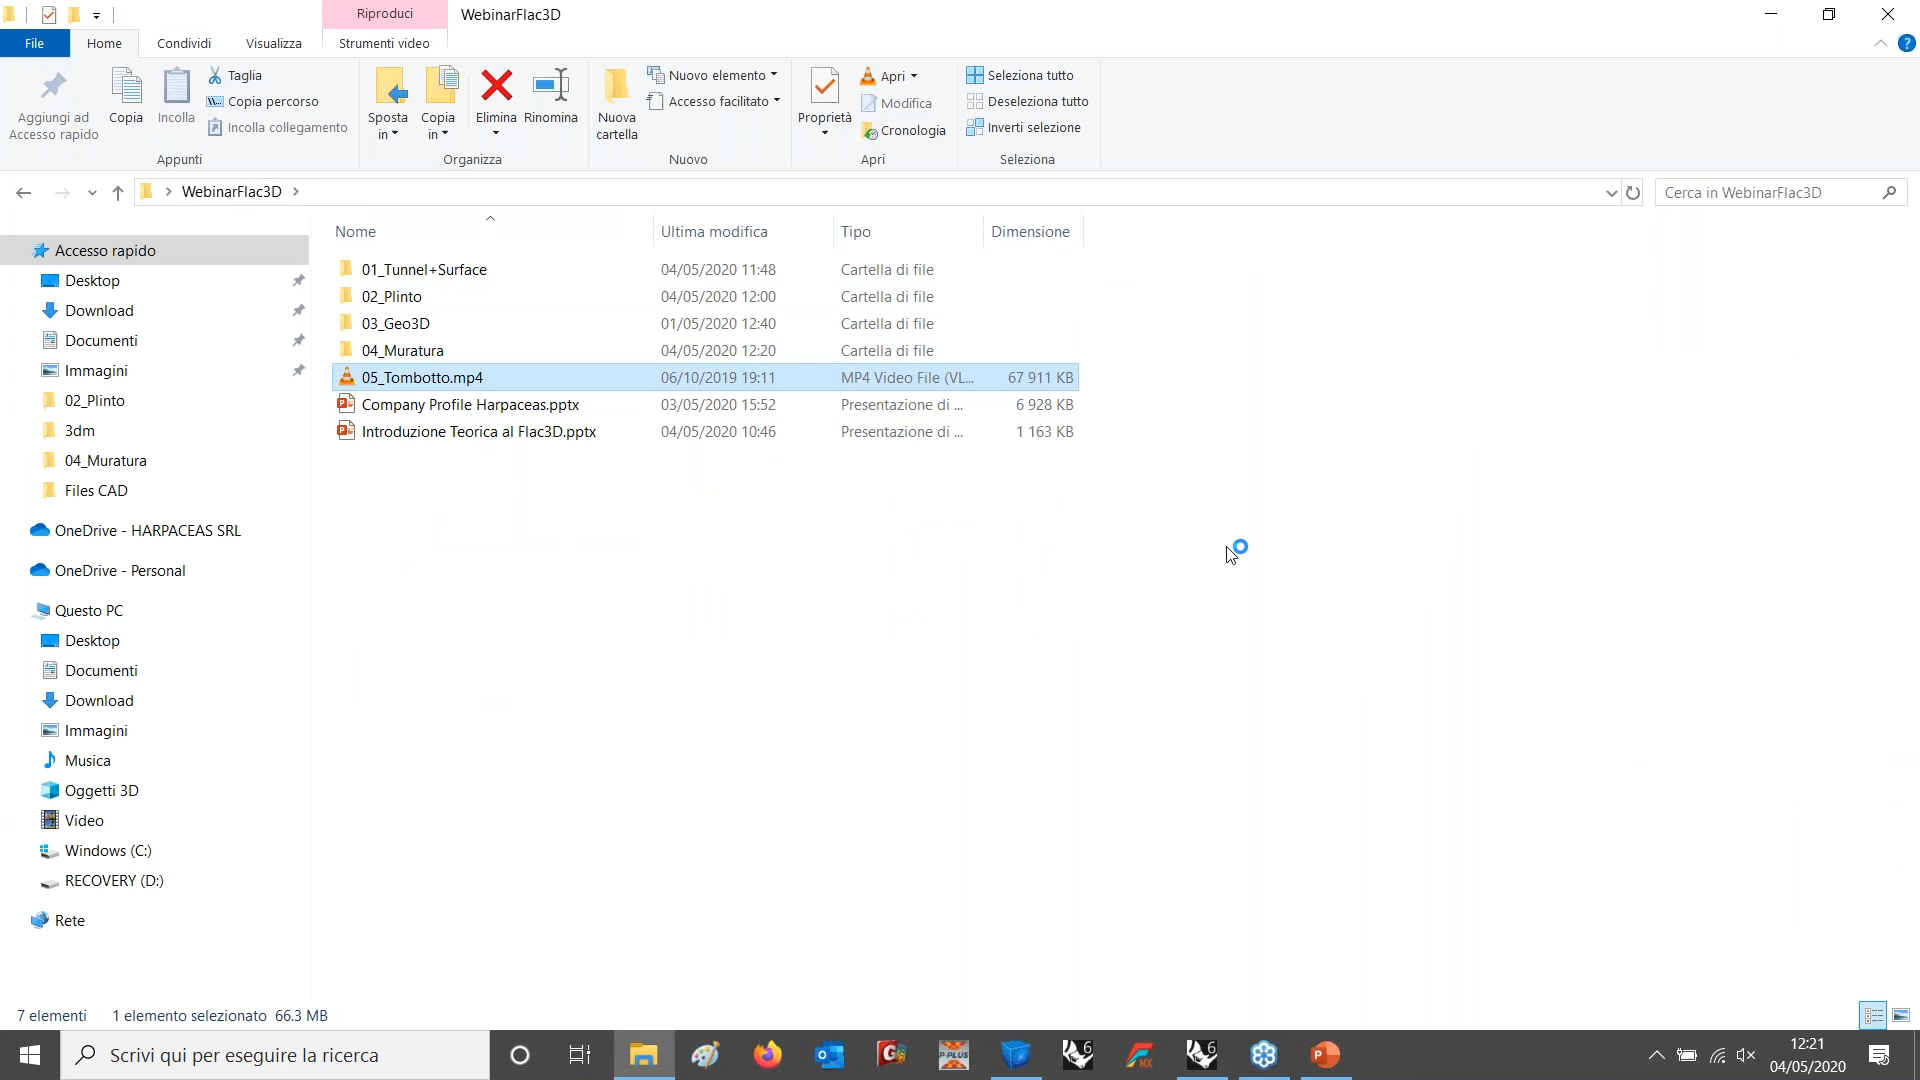 Riproduci
WebinarFlac3D
File
Home
Condividi
Visualizza
Strumenti video
Aggiungi ad
Accesso rapido
Copia
Incolla
Taglia
Copia percorso
Incolla collegamento
Appunti
Sposta
in
Copia
in
Elimina
Rinomina
Organizza
Nuova
cartella
Nuovo elemento
Accesso facilitato
Nuovo
Proprietà
Apri
Modifica
Cronologia
Apri
Seleziona tutto
Deseleziona tutto
Inverti selezione
Seleziona
WebinarFlac3D
Cerca in WebinarFlac3D
Nome Ultima modifica Tipo Dimensione
01_Tunnel+Surface 04/05/2020 11:48 Cartella di file
02_Plinto 04/05/2020 12:00 Cartella di file
03_Geo3D 01/05/2020 12:40 Cartella di file
04_Muratura 04/05/2020 12:20 Cartella di file
05_Tombotto.mp4 06/10/2019 19:11 MP4 Video File (VL... 67 911 KB
Company Profile Harpaceas.pptx 03/05/2020 15:52 Presentazione di ... 6 928 KB
Introduzione Teorica al Flac3D.pptx 04/05/2020 10:46 Presentazione di ... 1 163 KB
Accesso rapido
Desktop
Download
Documenti
Immagini
02_Plinto
3dm
04_Muratura
Files CAD
OneDrive - HARPACEAS SRL
OneDrive - Personal
Questo PC
Desktop
Documenti
Download
Immagini
Musica
Oggetti 3D
Video
Windows (C:)
RECOVERY (D:)
Rete
7 elementi 1 elemento selezionato 66.3 MB
Scrivi qui per eseguire la ricerca
P-PLUS
6
NX
6
12:21
04/05/2020